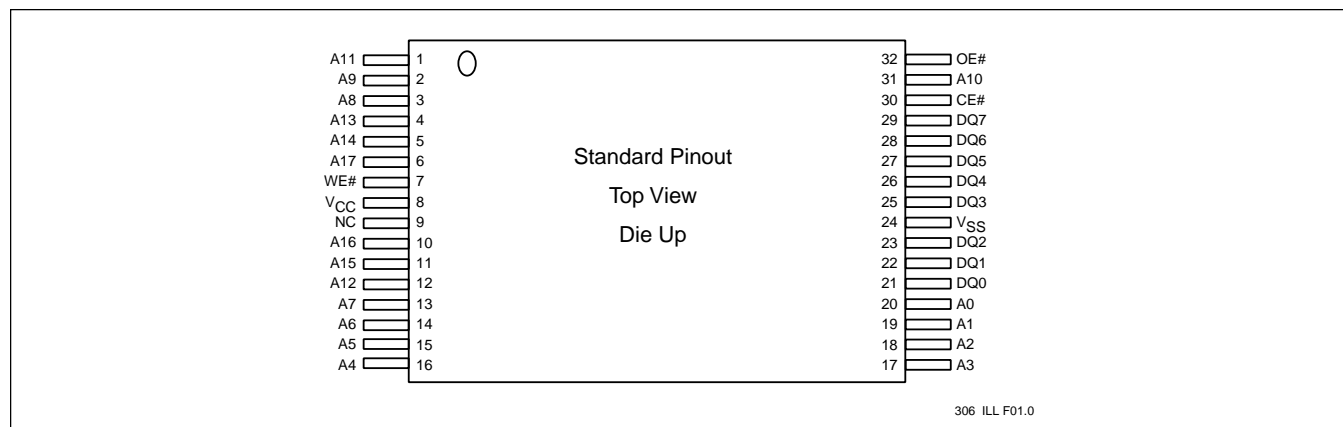 A11 1 32 OE#
A9 2 31 A10
A8 3 30 CE#
A13 4 29 DQ7
A14 5 28 DQ6
A17 6 27 DQ5
WE# 7 26 DQ4
VCC 8 25 DQ3
NC 9 24 VSS
A16 10 23 DQ2
A15 11 22 DQ1
A12 12 21 DQ0
A7 13 20 A0
A6 14 19 A1
A5 15 18 A2
A4 16 17 A3
Standard Pinout
Top View
Die Up
306 ILL F01.0